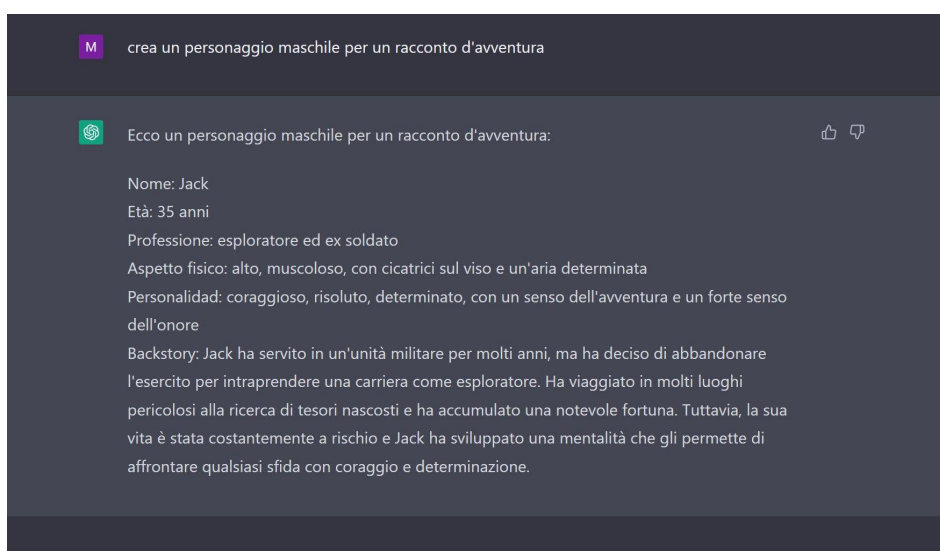 M
crea un personaggio maschile per un racconto d'avventura
Ecco un personaggio maschile per un racconto d'avventura:
Nome: Jack
Età: 35 anni
Professione: esploratore ed ex soldato
Aspetto fisico: alto, muscoloso, con cicatrici sul viso e un'aria determinata
Personalidad: coraggioso, risoluto, determinato, con un senso dell'avventura e un forte senso
dell'onore
Backstory: Jack ha servito in un'unità militare per molti anni, ma ha deciso di abbandonare
l'esercito per intraprendere una carriera come esploratore. Ha viaggiato in molti luoghi
pericolosi alla ricerca di tesori nascosti e ha accumulato una notevole fortuna. Tuttavia, la sua
vita è stata costantemente a rischio e Jack ha sviluppato una mentalità che gli permette di
affrontare qualsiasi sfida con coraggio e determinazione.